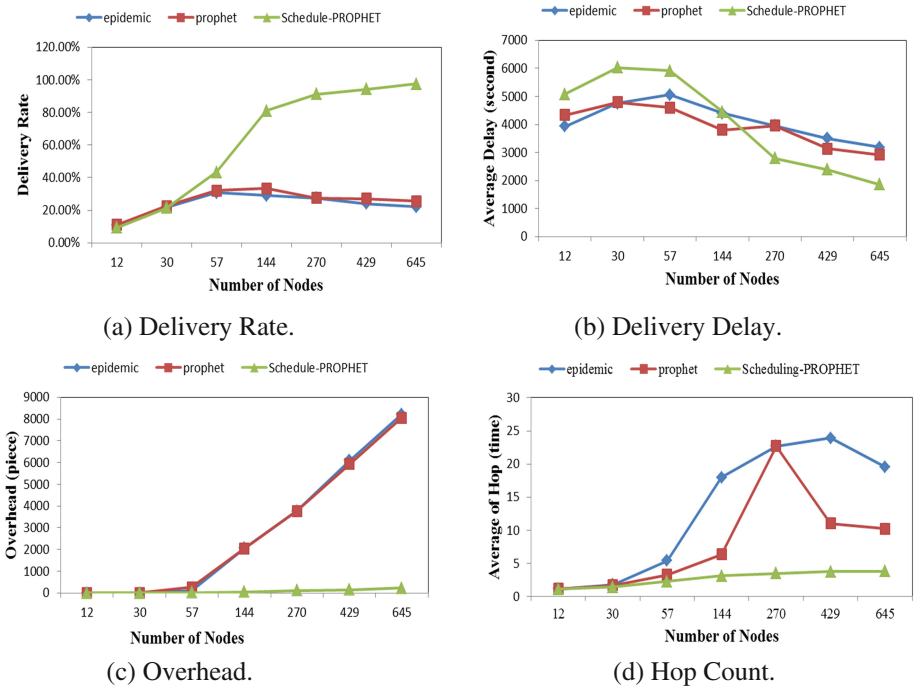 epidemic prophet Schedule-PROPHET
120.00%
100.00%
80.00%
60.00%
40.00%
20.00%
0.00%
Delivery Rate
12 30 57 144 270 429 645
Number of Nodes
(a) Delivery Rate.
epidemic prophet Schedule-PROPHET
7000
6000
5000
4000
3000
2000
1000
0
Average Delay (second)
12 30 57 144 270 429 645
Number of Nodes
(b) Delivery Delay.
epidemic prophet Schedule-PROPHET
9000
8000
7000
6000
5000
4000
3000
2000
1000
0
Overhead (piece)
12 30 57 144 270 429 645
Number of Nodes
(c) Overhead.
epidemic prophet Scheduling-PROPHET
30
25
20
15
10
5
0
Average of Hop (time)
12 30 57 144 270 429 645
Number of Nodes
(d) Hop Count.